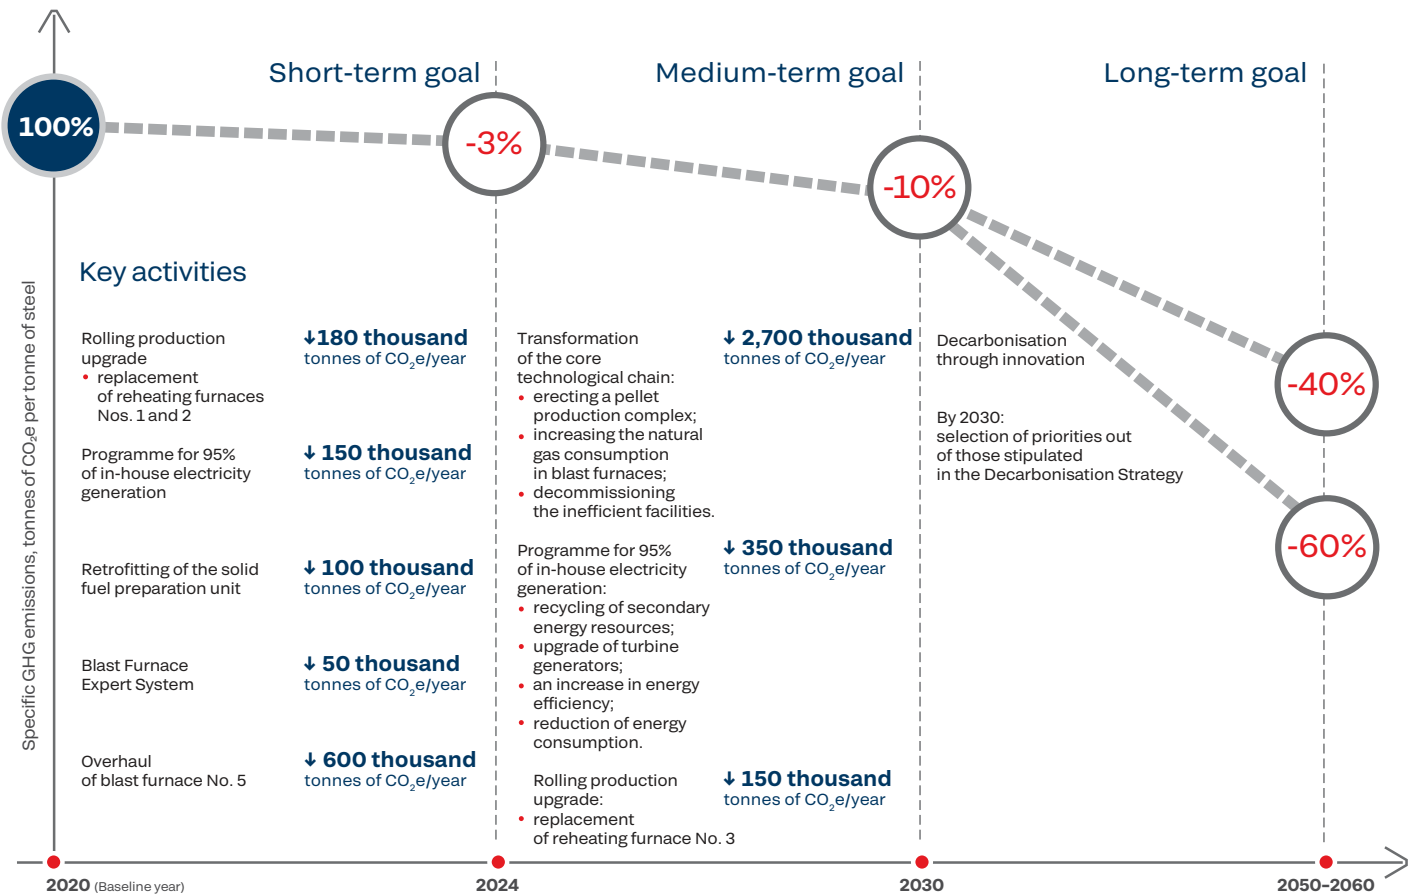 Short-term goal
Medium-term goal
Long-term goal
100%
-3%
-10%
-40%
-60%
Specific GHG emissions, tonnes of CO₂e per tonne of steel
Key activities
Rolling production
upgrade
• replacement
of reheating furnaces
Nos. 1 and 2
↓180 thousand
tonnes of CO₂e/year
Programme for 95%
of in-house electricity
generation
↓ 150 thousand
tonnes of CO₂e/year
Retrofitting of the solid
fuel preparation unit
↓ 100 thousand
tonnes of CO₂e/year
Blast Furnace
Expert System
↓ 50 thousand
tonnes of CO₂e/year
Overhaul
of blast furnace No. 5
↓ 600 thousand
tonnes of CO₂e/year
Transformation
of the core
technological chain:
• erecting a pellet
production complex;
• increasing the natural
gas consumption
in blast furnaces;
• decommissioning
the inefficient facilities.
↓ 2,700 thousand
tonnes of CO₂e/year
Programme for 95%
of in-house electricity
generation:
• recycling of secondary
energy resources;
• upgrade of turbine
generators;
• an increase in energy
efficiency;
• reduction of energy
consumption.
↓ 350 thousand
tonnes of CO₂e/year
Rolling production
upgrade:
• replacement
of reheating furnace No. 3
↓ 150 thousand
tonnes of CO₂e/year
Decarbonisation
through innovation
By 2030:
selection of priorities out
of those stipulated
in the Decarbonisation Strategy
2020 (Baseline year)
2024
2030
2050–2060